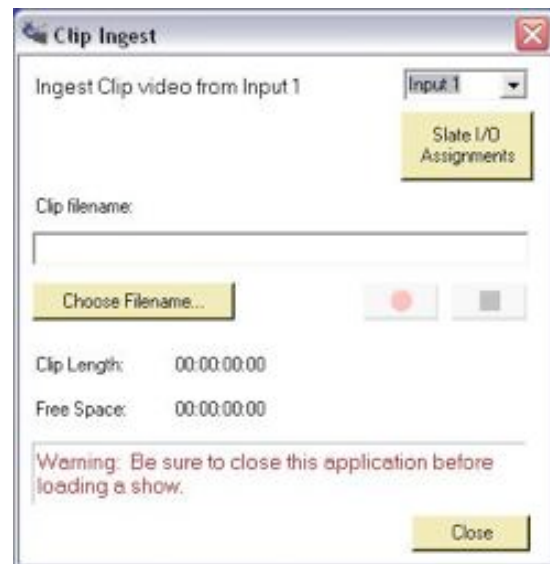 Clip Ingest
Ingest Clip video from Input 1
Input 1
Slate I/O
Assignments
Clip filename:
Choose Filename...
Clip Length: 00:00:00:00
Free Space: 00:00:00:00
Warning: Be sure to close this application before
loading a show.
Close